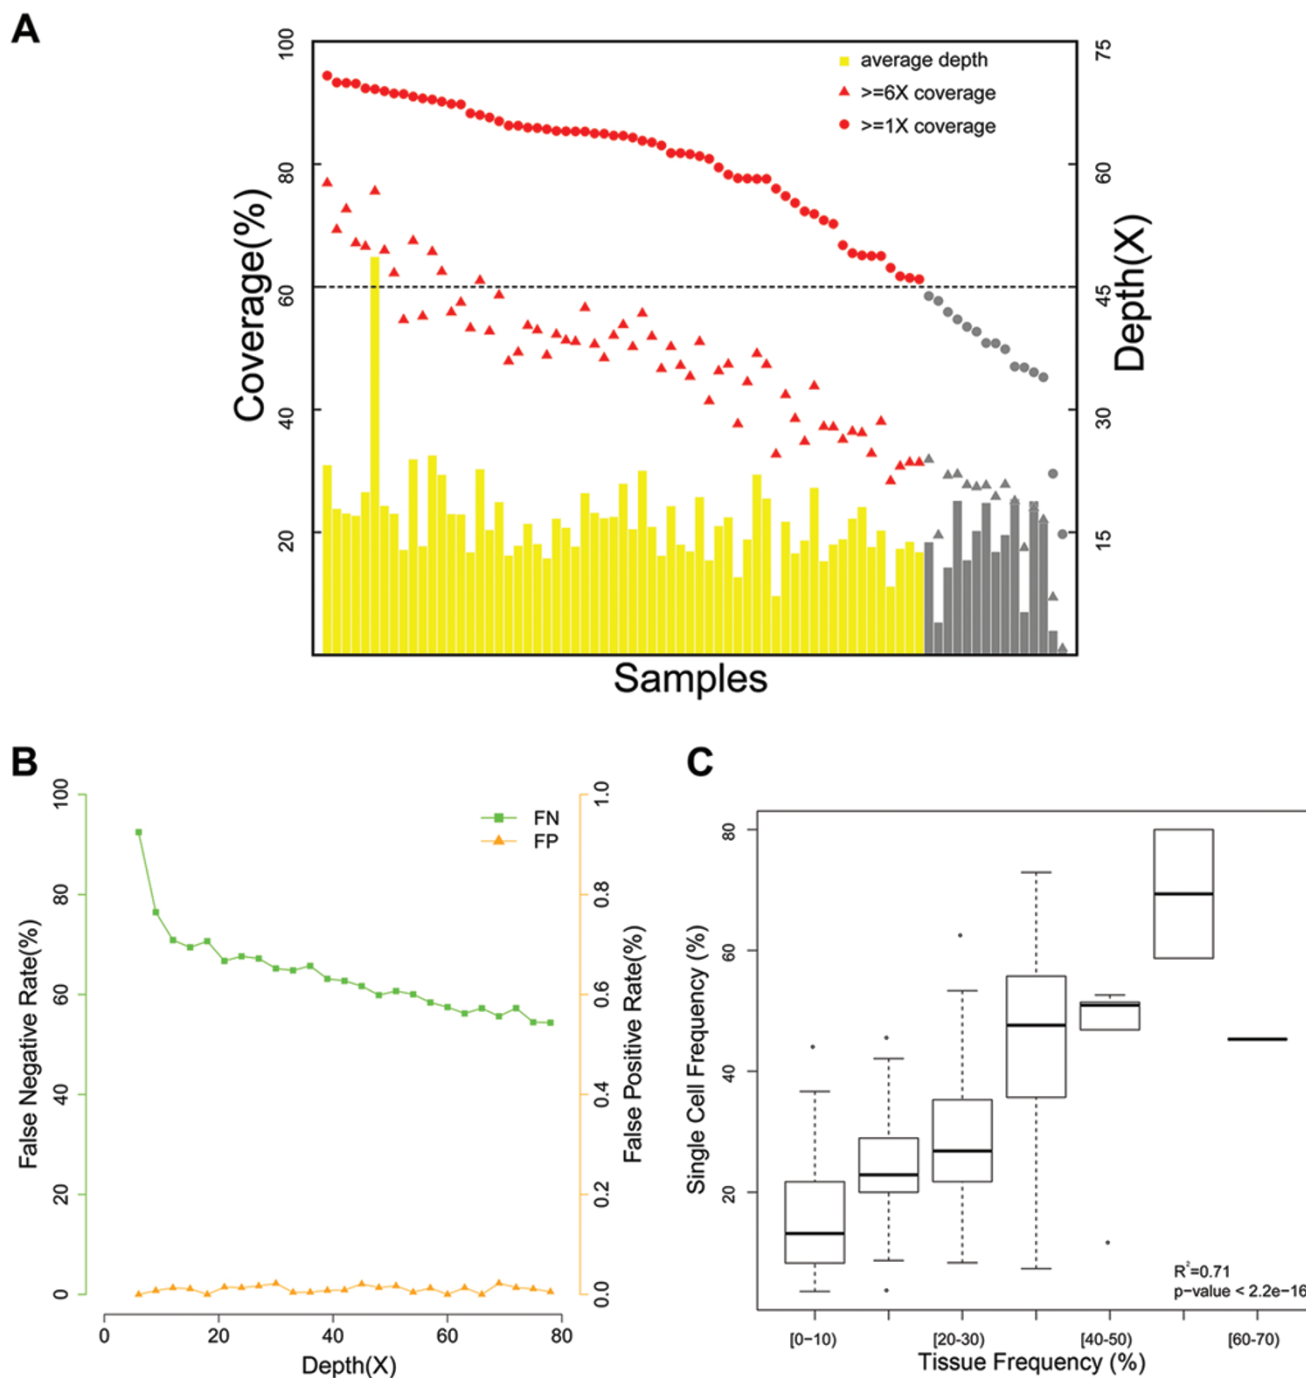 A
100
80
60
40
20
Coverage(%)
average depth
>=6X coverage
>=1X coverage
75
60
45
30
15
Depth(X)
Samples
B
100
80
60
40
20
0
False Negative Rate(%)
FN
FP
1.0
0.8
0.6
0.4
0.2
0.0
False Positive Rate(%)
0 20 40 60 80
Depth(X)
C
80
60
40
20
Single Cell Frequency (%)
R²=0.71
p−value < 2.2e−16
[0−10) [20-30) [40-50) [60-70)
Tissue Frequency (%)